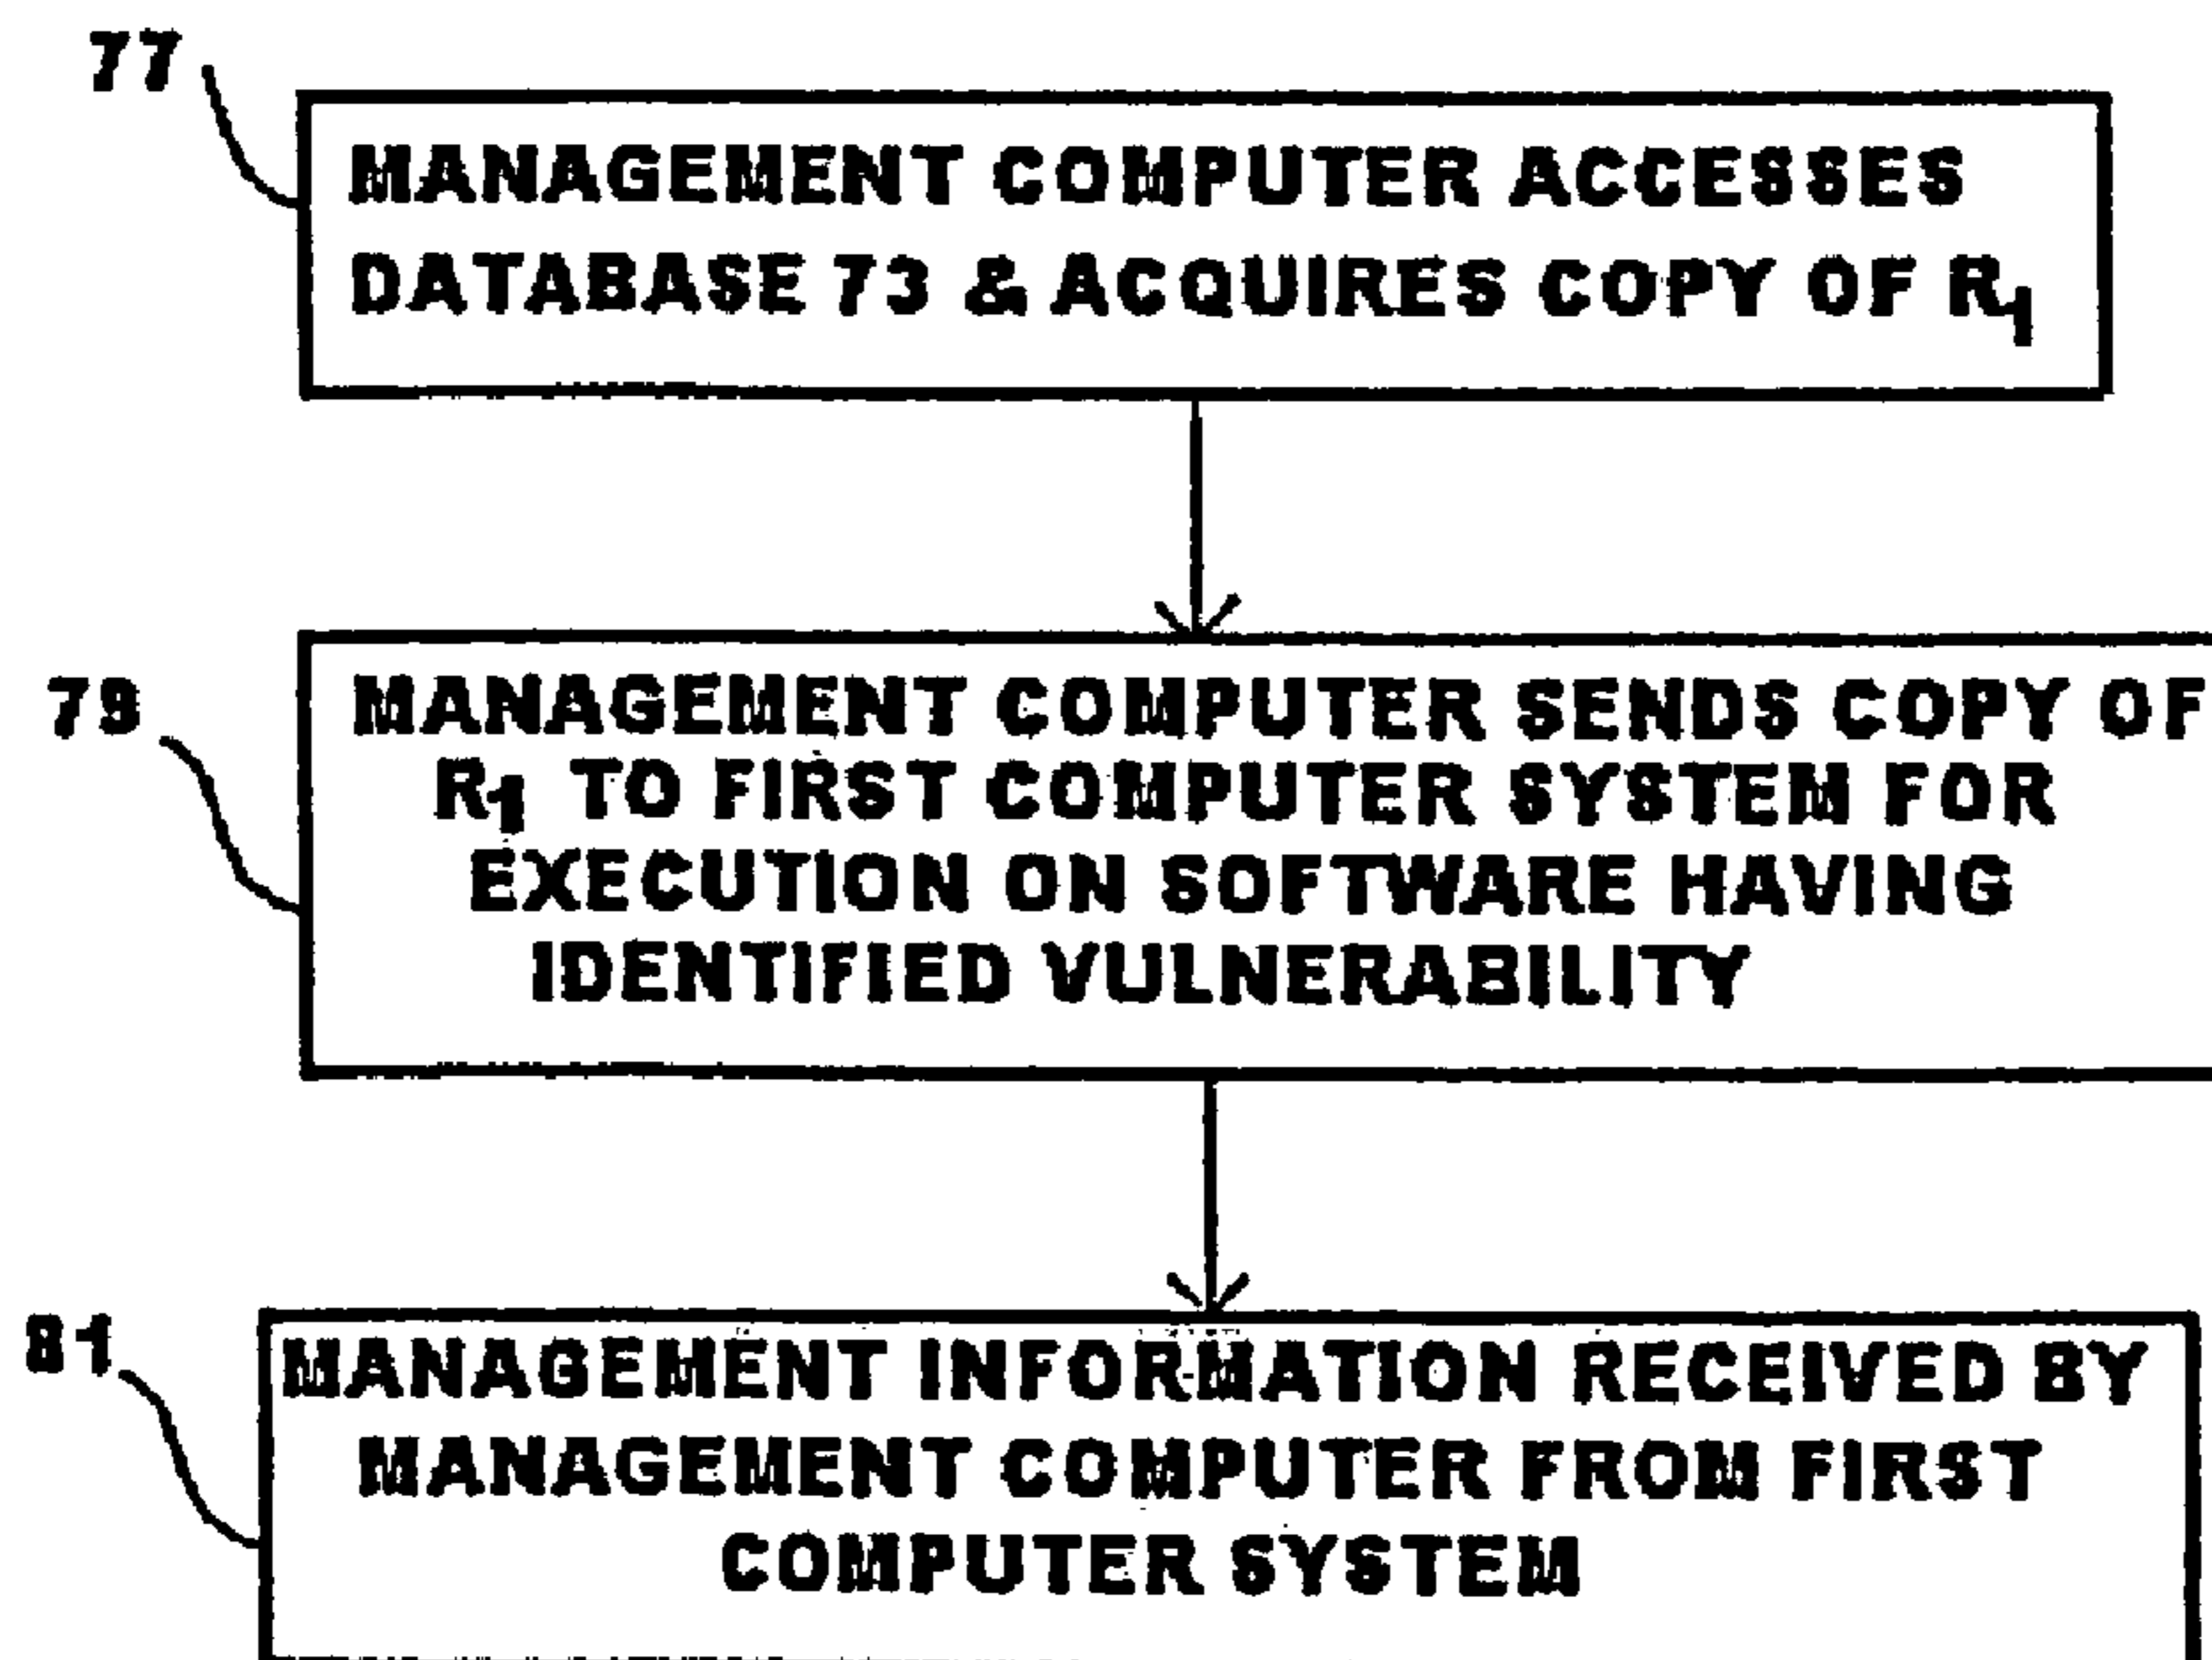 77
MANAGEMENT COMPUTER ACCESSES
DATABASE 73 & ACQUIRES COPY OF R₁
79
MANAGEMENT COMPUTER SENDS COPY OF
R₁ TO FIRST COMPUTER SYSTEM FOR
EXECUTION ON SOFTWARE HAVING
IDENTIFIED VULNERABILITY
81
MANAGEMENT INFORMATION RECEIVED BY
MANAGEMENT COMPUTER FROM FIRST
COMPUTER SYSTEM